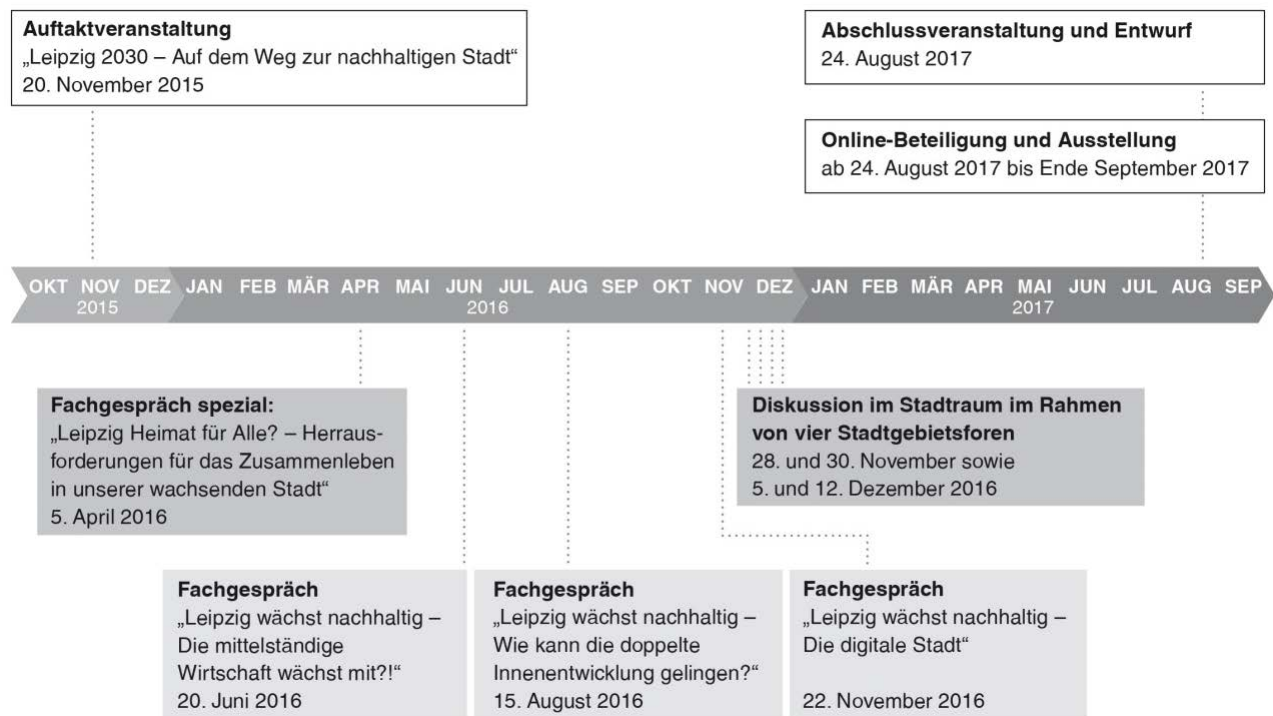 Auftaktveranstaltung
„Leipzig 2030 – Auf dem Weg zur nachhaltigen Stadt“
20. November 2015
Abschlussveranstaltung und Entwurf
24. August 2017
Online-Beteiligung und Ausstellung
ab 24. August 2017 bis Ende September 2017
OKT NOV DEZ JAN FEB MÄR APR MAI JUN JUL AUG SEP OKT NOV DEZ JAN FEB MÄR APR MAI JUN JUL AUG SEP
2015 2016 2017
Fachgespräch spezial:
„Leipzig Heimat für Alle? – Herraus-
forderungen für das Zusammenleben
in unserer wachsenden Stadt“
5. April 2016
Diskussion im Stadtraum im Rahmen
von vier Stadtgebietsforen
28. und 30. November sowie
5. und 12. Dezember 2016
Fachgespräch
„Leipzig wächst nachhaltig –
Die mittelständige
Wirtschaft wächst mit?!“
20. Juni 2016
Fachgespräch
„Leipzig wächst nachhaltig –
Wie kann die doppelte
Innenentwicklung gelingen?“
15. August 2016
Fachgespräch
„Leipzig wächst nachhaltig –
Die digitale Stadt“
22. November 2016